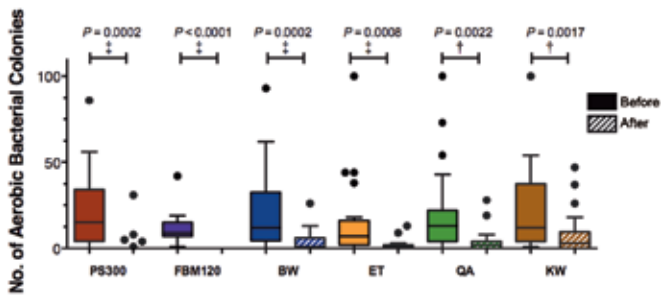 P = 0.0002 P < 0.0001 P = 0.0002 P = 0.0008 P = 0.0022 P = 0.0017
‡ ‡ ‡ ‡ † †
No. of Aerobic Bacterial Colonies
100
50
0
Before
After
PS300 FBM120 BW ET QA KW